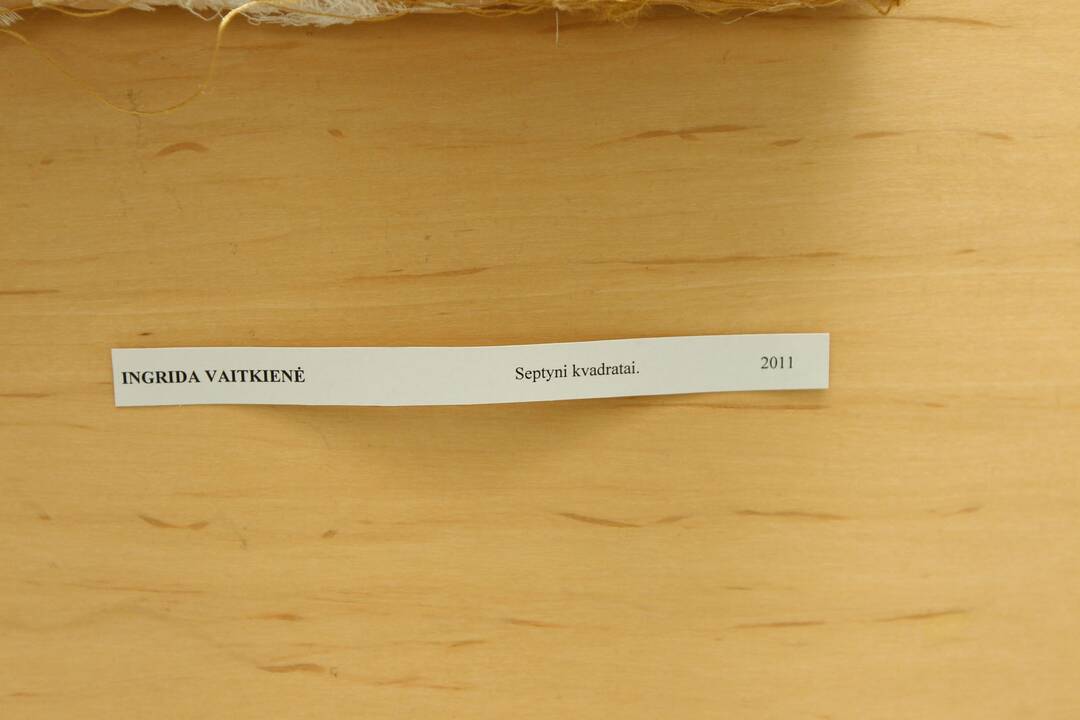 INGRIDA VAITKIENĖ Septyni kvadratai. 2011